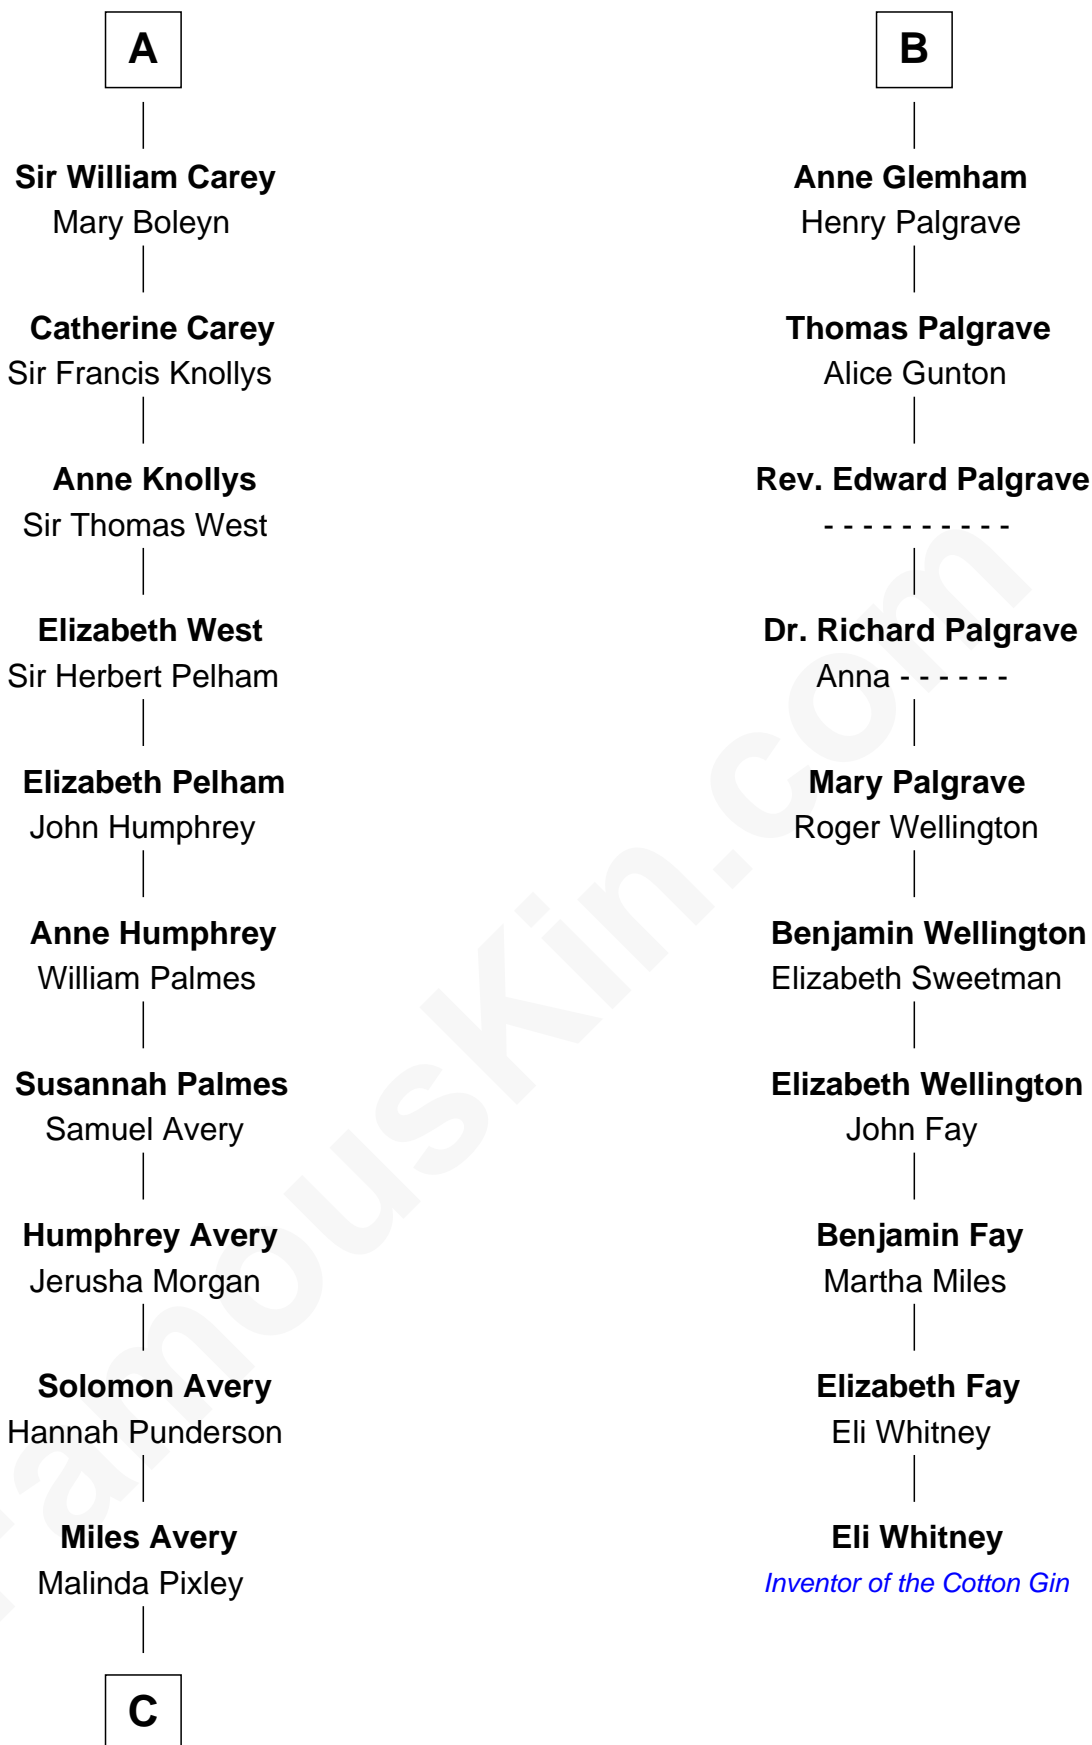 A
Sir William Carey
Mary Boleyn
Catherine Carey
Sir Francis Knollys
Anne Knollys
Sir Thomas West
Elizabeth West
Sir Herbert Pelham
Elizabeth Pelham
John Humphrey
Anne Humphrey
William Palmes
Susannah Palmes
Samuel Avery
Humphrey Avery
Jerusha Morgan
Solomon Avery
Hannah Punderson
Miles Avery
Malinda Pixley
C
B
Anne Glemham
Henry Palgrave
Thomas Palgrave
Alice Gunton
Rev. Edward Palgrave
- - - - - - - - - -
Dr. Richard Palgrave
Anna - - - - - -
Mary Palgrave
Roger Wellington
Benjamin Wellington
Elizabeth Sweetman
Elizabeth Wellington
John Fay
Benjamin Fay
Martha Miles
Elizabeth Fay
Eli Whitney
Eli Whitney
Inventor of the Cotton Gin
FamousKin.com